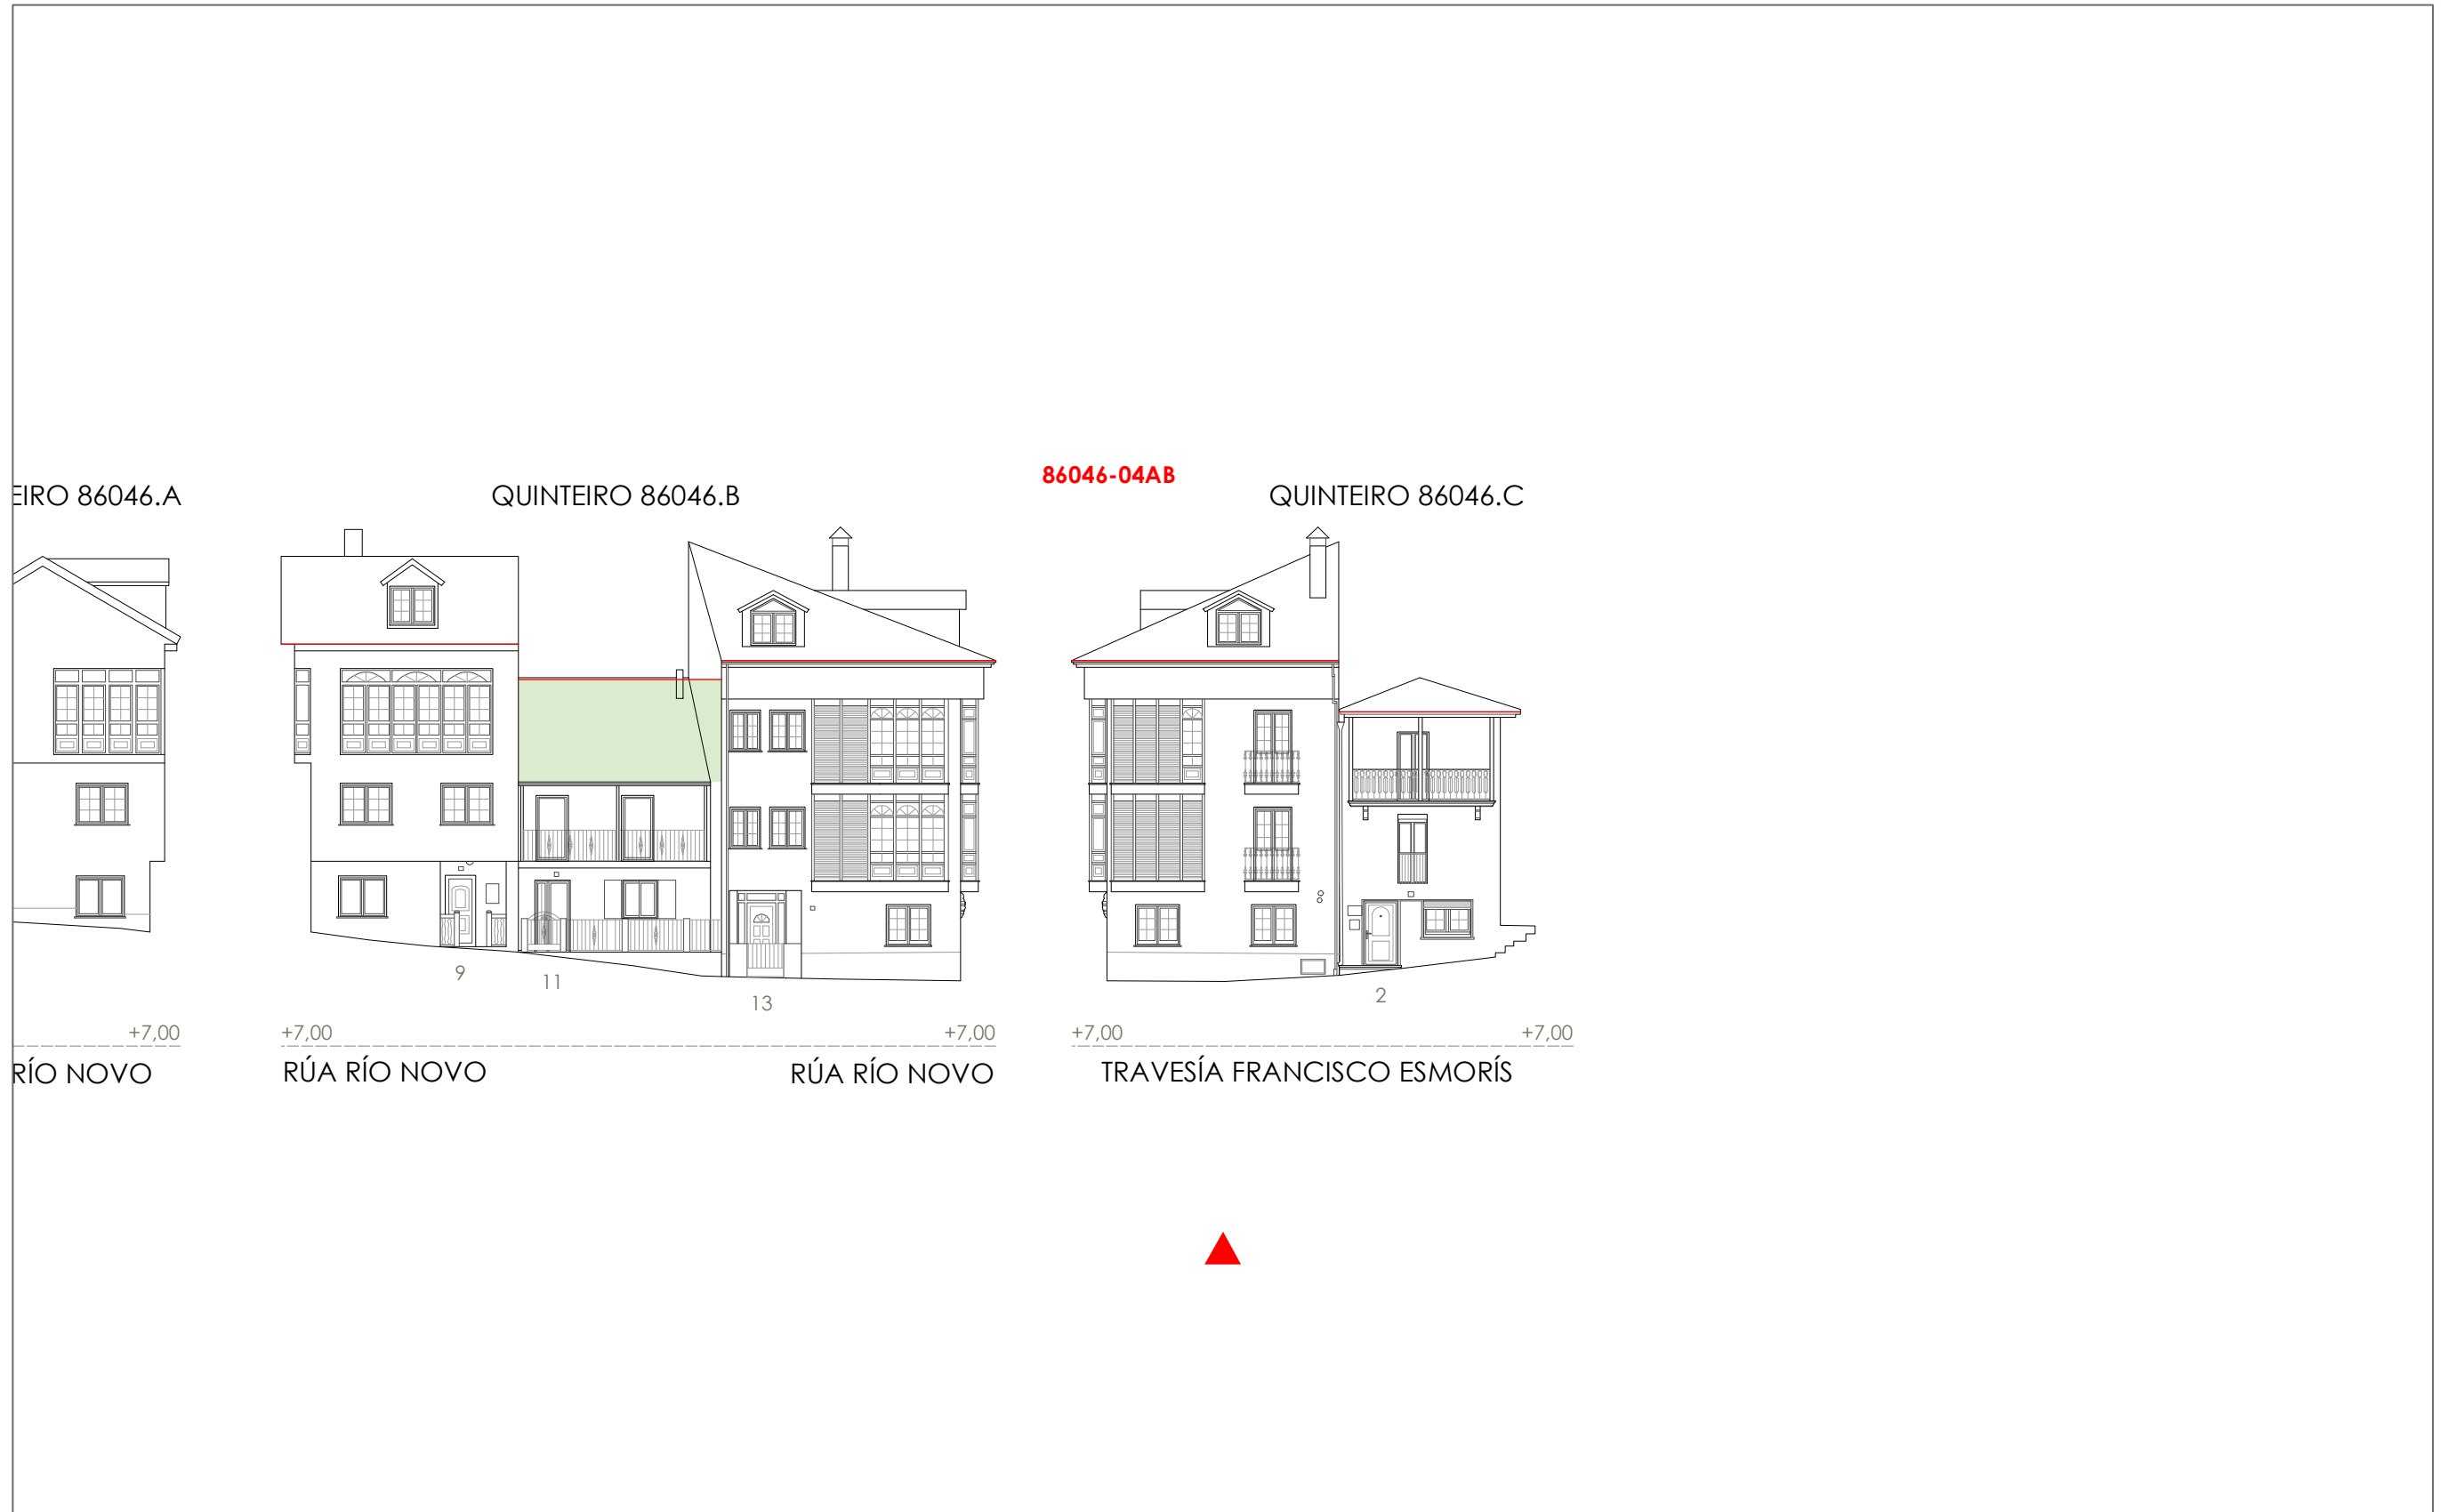 EIRO 86046.A
QUINTEIRO 86046.B
86046-04AB
QUINTEIRO 86046.C
9
11
13
2
+7,00
+7,00
+7,00
+7,00
+7,00
RÍO NOVO
RÚA RÍO NOVO
RÚA RÍO NOVO
TRAVESÍA FRANCISCO ESMORÍS